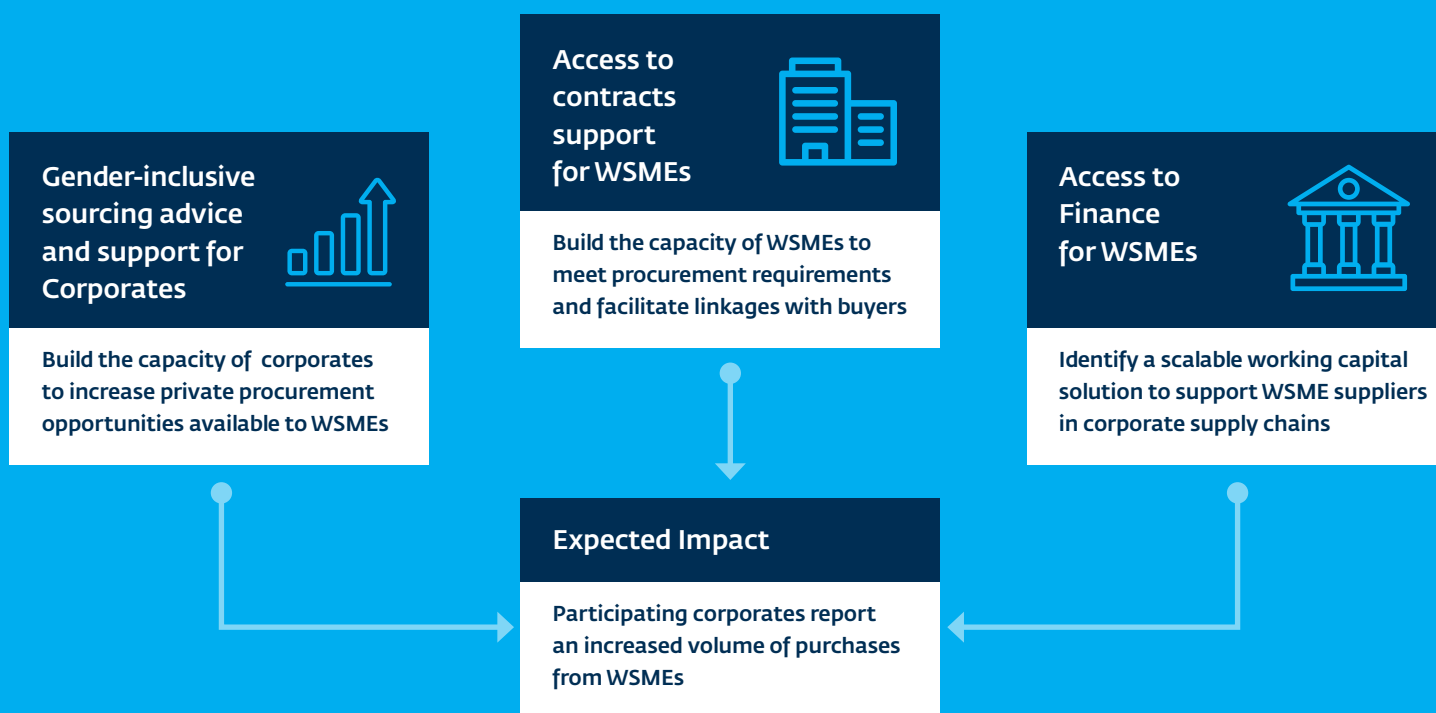 Gender-inclusive
sourcing advice
and support for
Corporates
Build the capacity of corporates
to increase private procurement
opportunities available to WSMEs
Access to
contracts
support
for WSMEs
Build the capacity of WSMEs to
meet procurement requirements
and facilitate linkages with buyers
Access to
Finance
for WSMEs
Identify a scalable working capital
solution to support WSME suppliers
in corporate supply chains
Expected Impact
Participating corporates report
an increased volume of purchases
from WSMEs